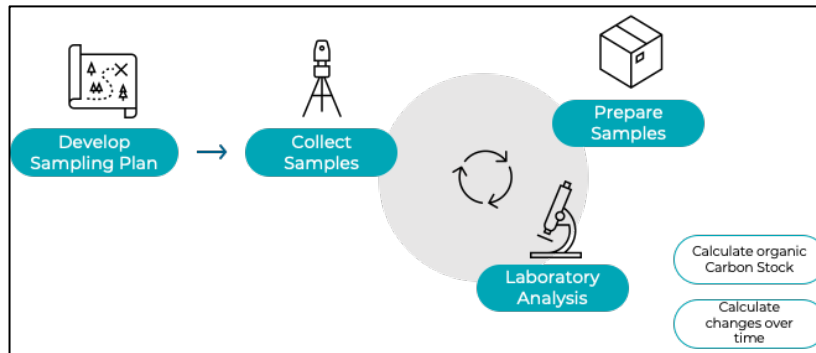 Develop
Sampling Plan
Collect
Samples
Prepare
Samples
Laboratory
Analysis
Calculate organic
Carbon Stock
Calculate
changes over
time